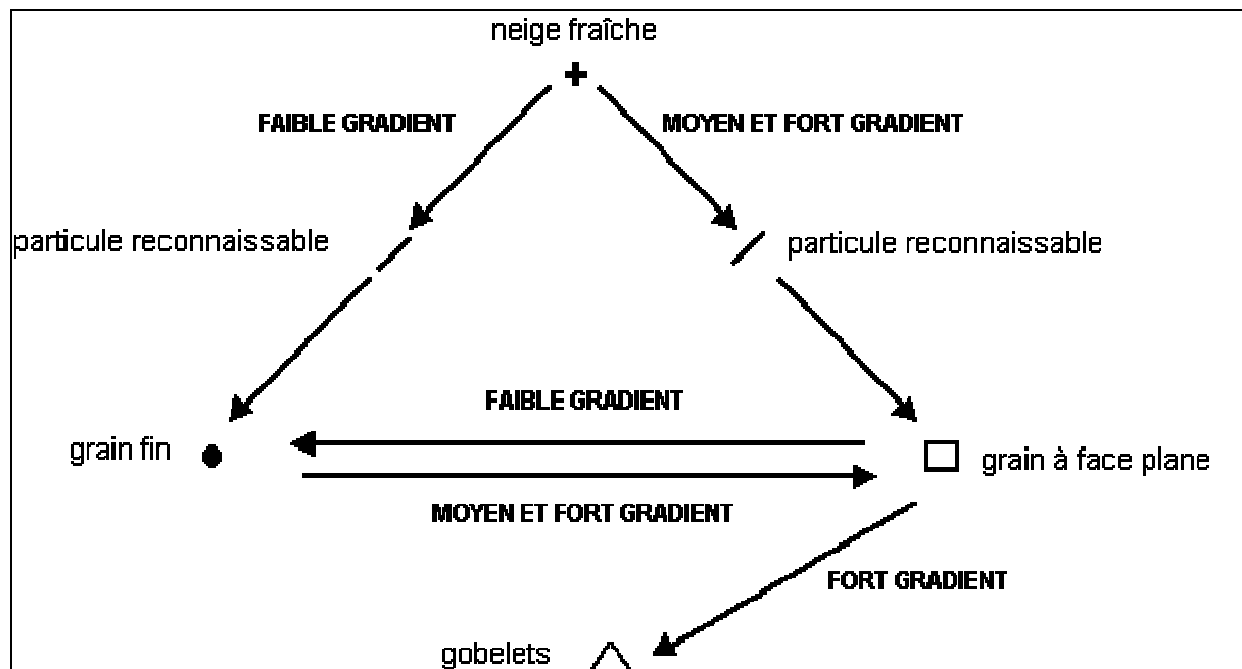 neige fraîche
FAIBLE GRADIENT
MOYEN ET FORT GRADIENT
particule reconnaissable
particule reconnaissable
FAIBLE GRADIENT
grain fin
grain à face plane
MOYEN ET FORT GRADIENT
FORT GRADIENT
gobelets